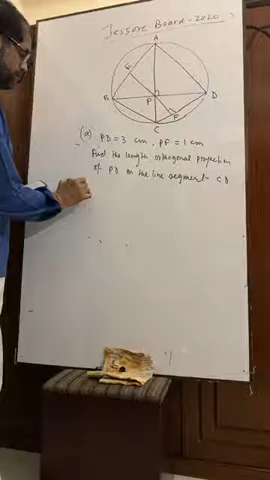 Jessore Board-2020
A
E
B
P
D
F
C
(a) PD = 3 cm, PF = 1 cm
Find the length orthogonal projection
of PD on the line segment CD